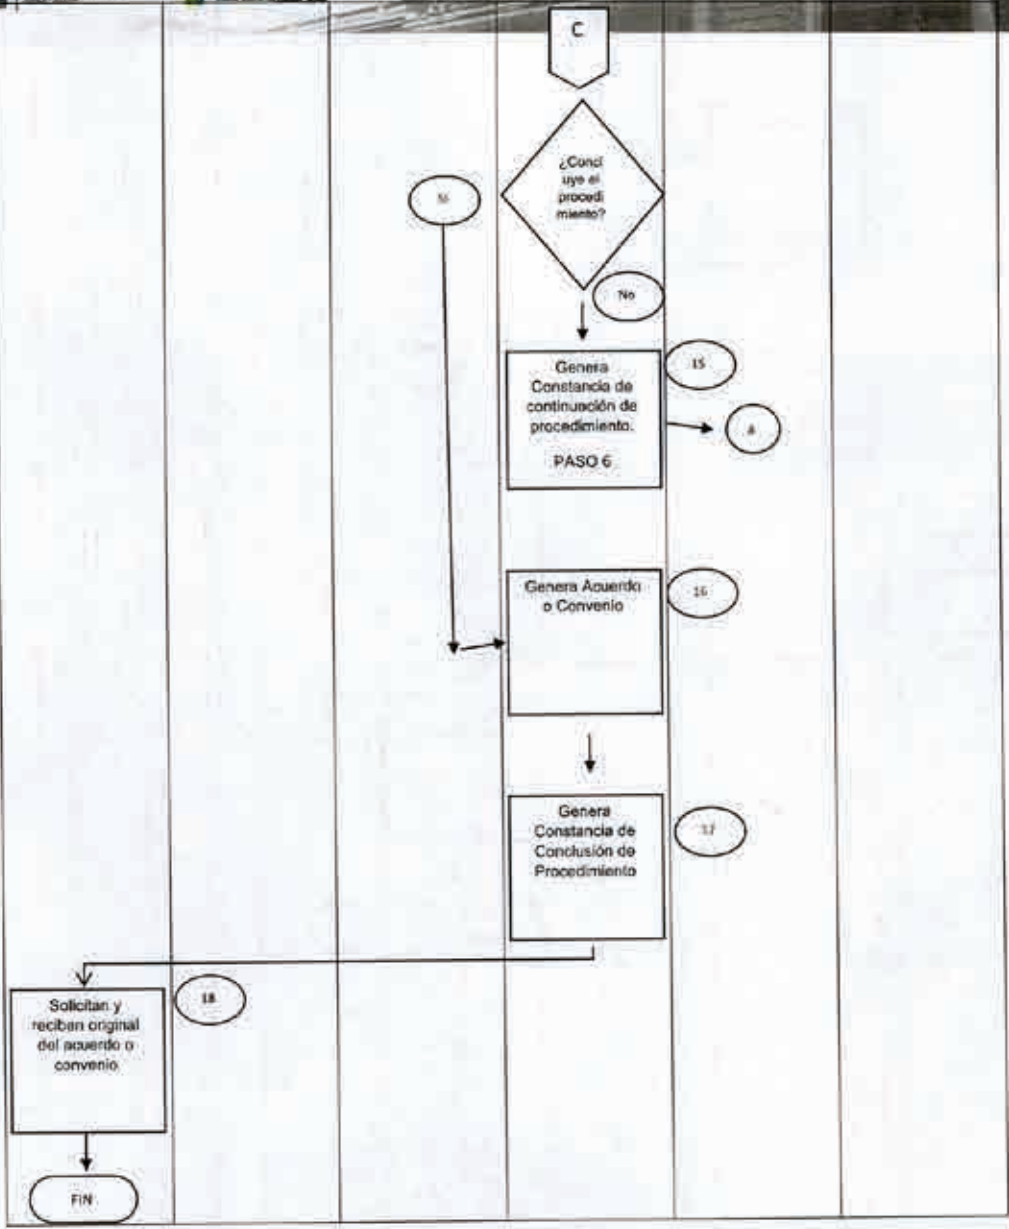 C
¿Concl
uye el
procedi
miento?
Si
No
Genera
Constancia de
continuación de
procedimiento.
PASO 6
15
Genera Acuerdo
o Convenio
16
Genera
Constancia de
Conclusión de
Procedimiento
17
Solicitan y
reciben original
del acuerdo o
convenio
18
FIN